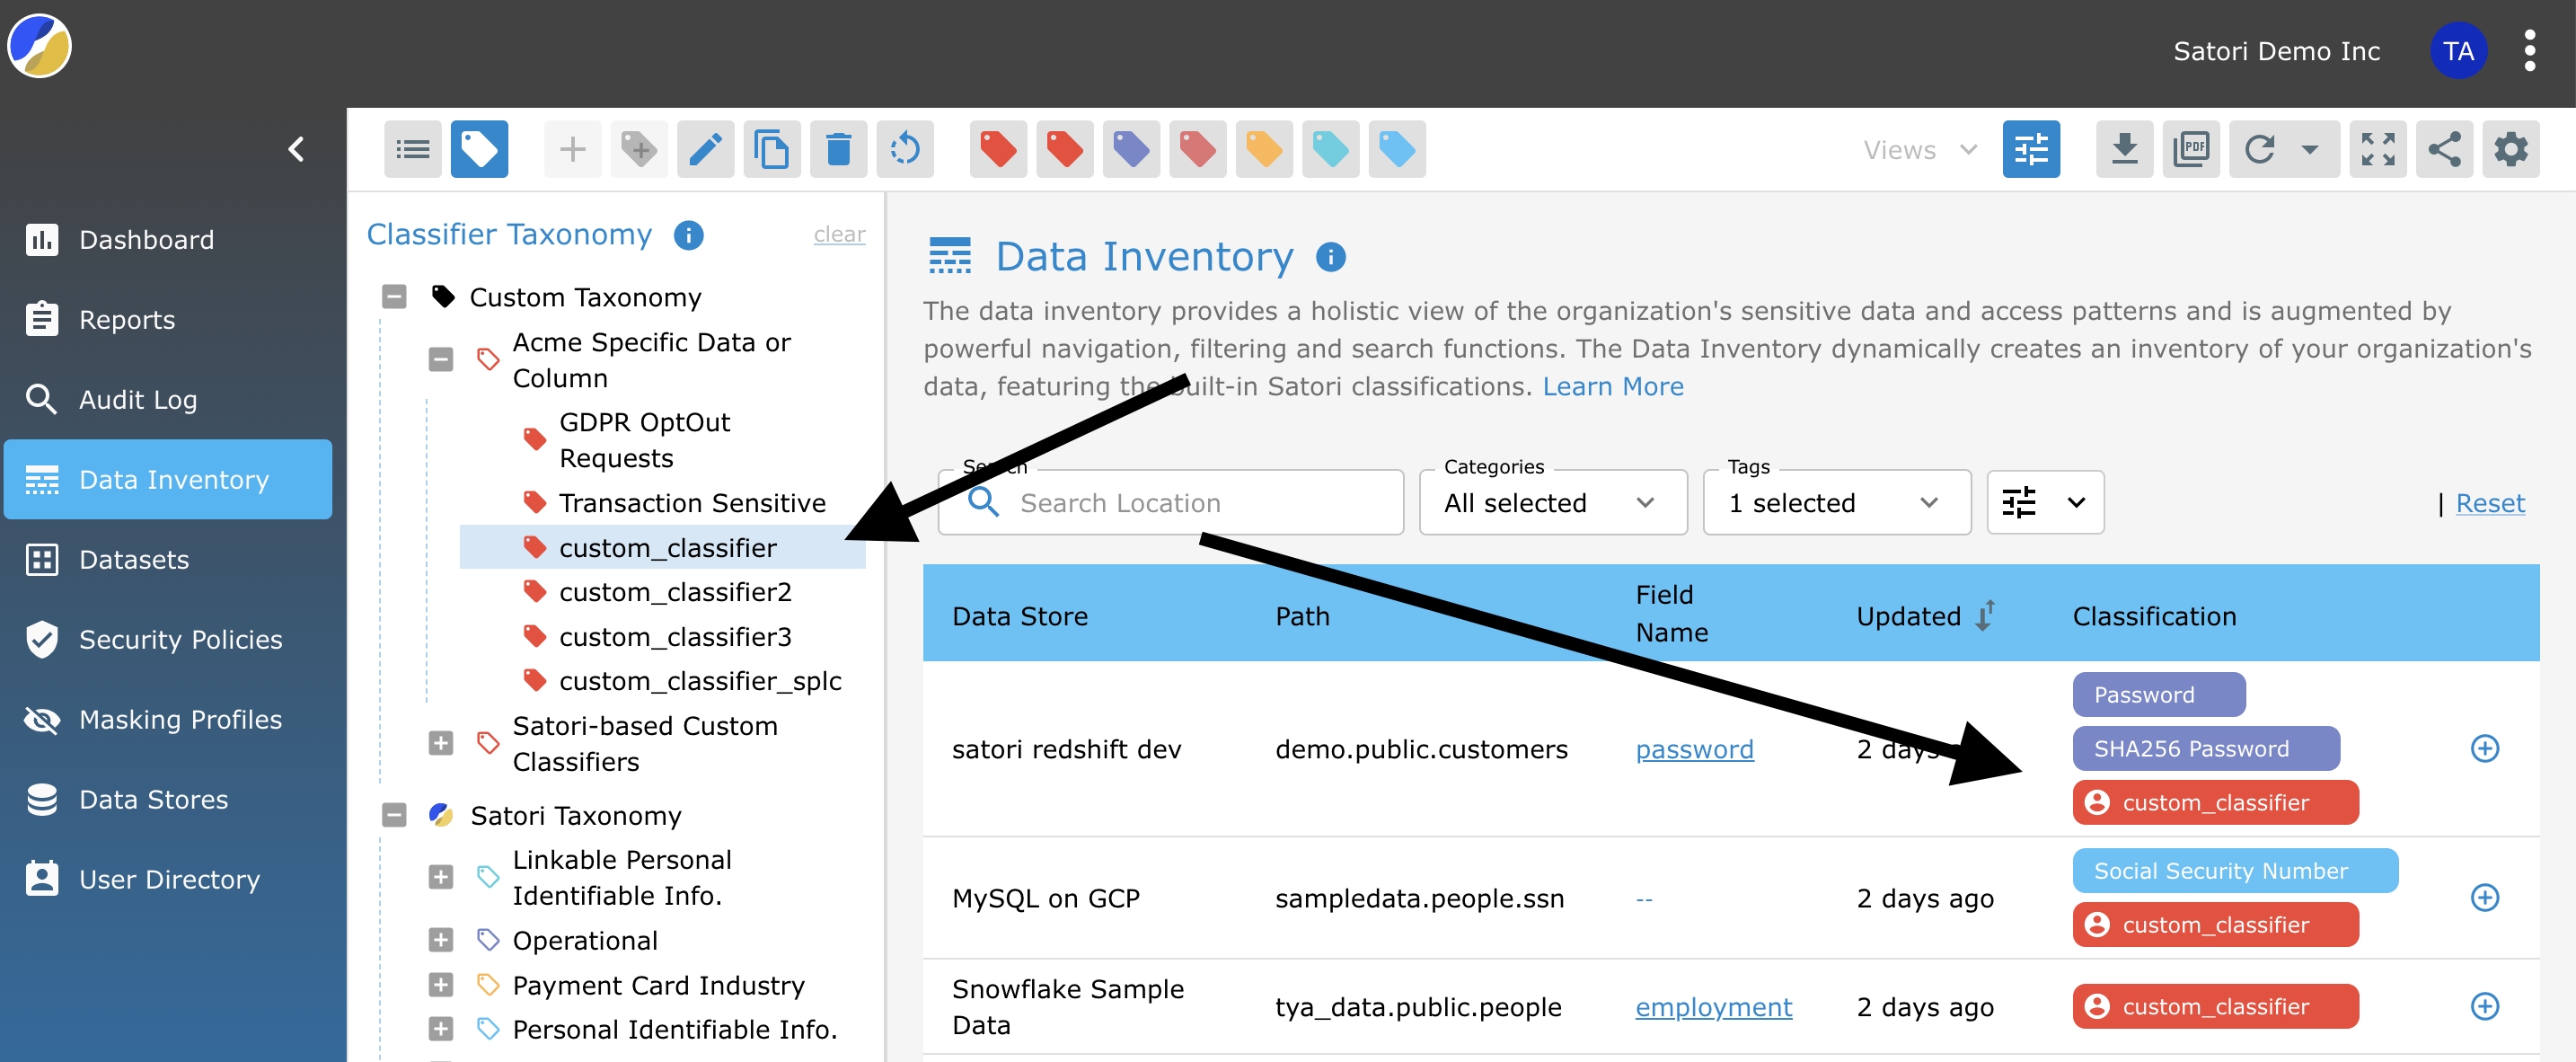 Satori Demo Inc
TA
Dashboard
Reports
Audit Log
Data Inventory
Datasets
Security Policies
Masking Profiles
Data Stores
User Directory
Views
PDF
Classifier Taxonomy
clear
Custom Taxonomy
Acme Specific Data or
Column
GDPR OptOut
Requests
Transaction Sensitive
custom_classifier
custom_classifier2
custom_classifier3
custom_classifier_splc
Satori-based Custom
Classifiers
Satori Taxonomy
Linkable Personal
Identifiable Info.
Operational
Payment Card Industry
Personal Identifiable Info.
Data Inventory
The data inventory provides a holistic view of the organization's sensitive data and access patterns and is augmented by
powerful navigation, filtering and search functions. The Data Inventory dynamically creates an inventory of your organization's
data, featuring the built-in Satori classifications. Learn More
Search
Search Location
Categories
All selected
Tags
1 selected
| Reset
Data Store Path Field Name Updated Classification
satori redshift dev demo.public.customers password 2 days
Password
SHA256 Password
custom_classifier
MySQL on GCP sampledata.people.ssn -- 2 days ago
Social Security Number
custom_classifier
Snowflake Sample
Data
tya_data.public.people employment 2 days ago custom_classifier